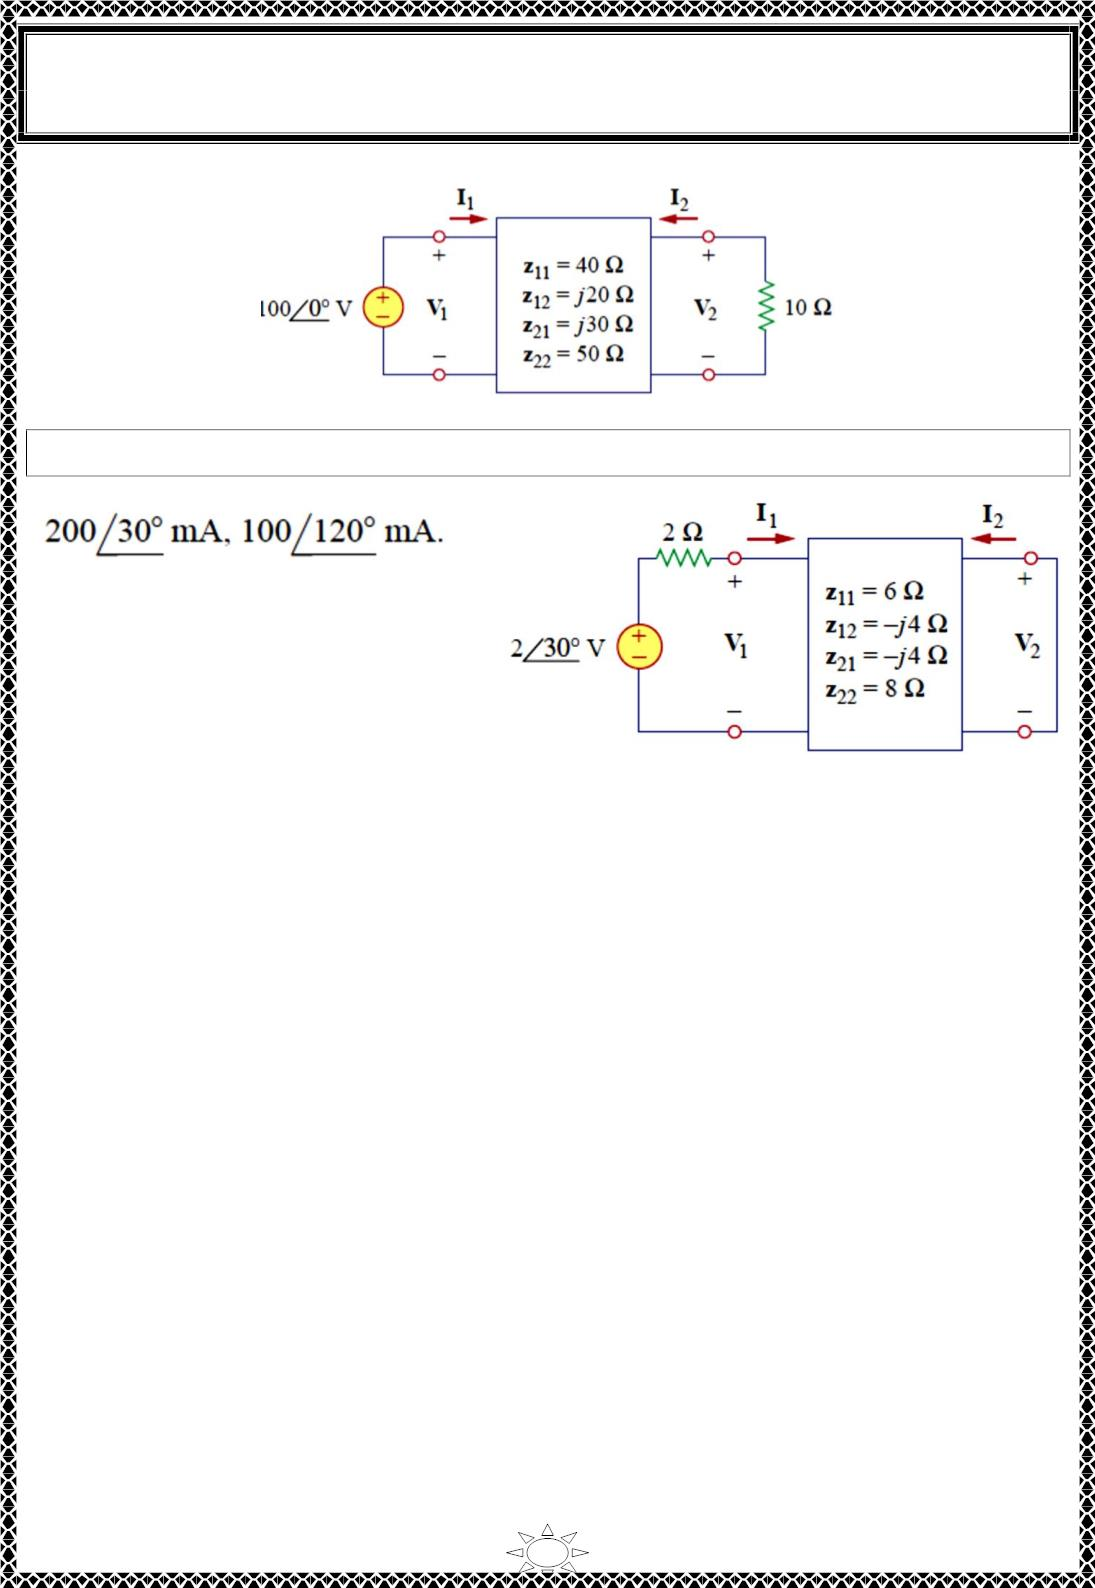 I1 I2
+ +
z11 = 40 Ω
z12 = j20 Ω
100/0° V + − V1 V2 10 Ω
z21 = j30 Ω
z22 = 50 Ω
− −
200/30° mA, 100/120° mA.
2 Ω I1 I2
+ +
z11 = 6 Ω
z12 = −j4 Ω
2/30° V + − V1 V2
z21 = −j4 Ω
z22 = 8 Ω
− −